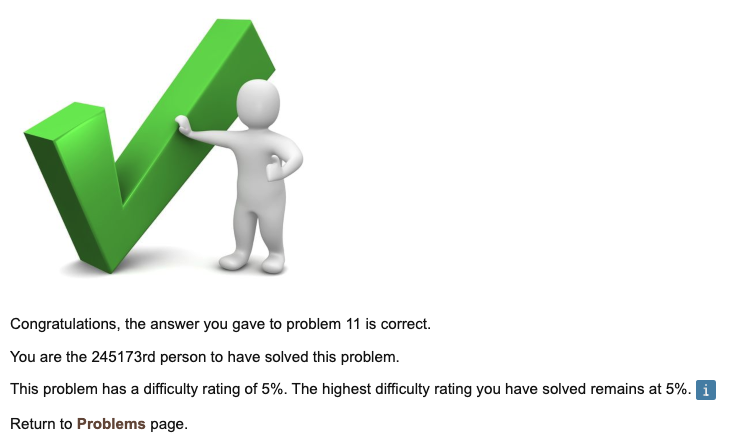 Congratulations, the answer you gave to problem 11 is correct.
You are the 245173rd person to have solved this problem.
This problem has a difficulty rating of 5%. The highest difficulty rating you have solved remains at 5%. i
Return to Problems page.